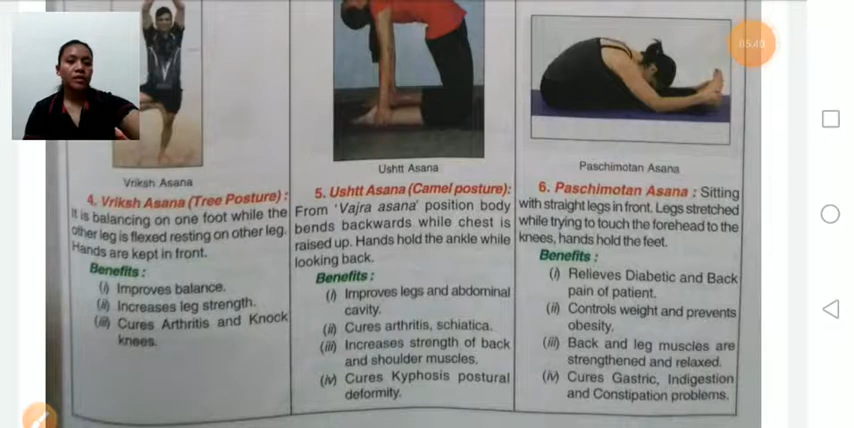 05:40
Vriksh Asana
4. Vriksh Asana (Tree Posture) :
It is balancing on one foot while the
other leg is flexed resting on other leg.
Hands are kept in front.
Benefits :
(i) Improves balance.
(ii) Increases leg strength.
(iii) Cures Arthritis and Knock
knees.
Ushtt Asana
5. Ushtt Asana (Camel posture):
From 'Vajra asana' position body
bends backwards while chest is
raised up. Hands hold the ankle while
looking back.
Benefits :
(i) Improves legs and abdominal
cavity.
(ii) Cures arthritis, schiatica.
(iii) Increases strength of back
and shoulder muscles.
(iv) Cures Kyphosis postural
deformity.
Paschimotan Asana
6. Paschimotan Asana : Sitting
with straight legs in front. Legs stretched
while trying to touch the forehead to the
knees, hands hold the feet.
Benefits :
(i) Relieves Diabetic and Back
pain of patient.
(ii) Controls weight and prevents
obesity.
(iii) Back and leg muscles are
strengthened and relaxed.
(iv) Cures Gastric, Indigestion
and Constipation problems.